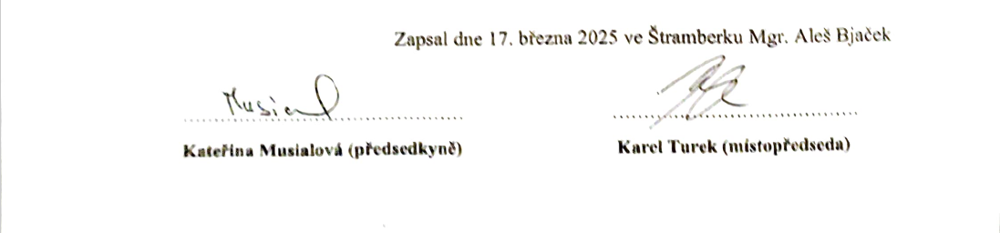 Zapsal dne 17. března 2025 ve Štramberku Mgr. Aleš Bjaček
Musial
Kateřina Musialová (předsedkyně)
Karel Turek (místopředseda)